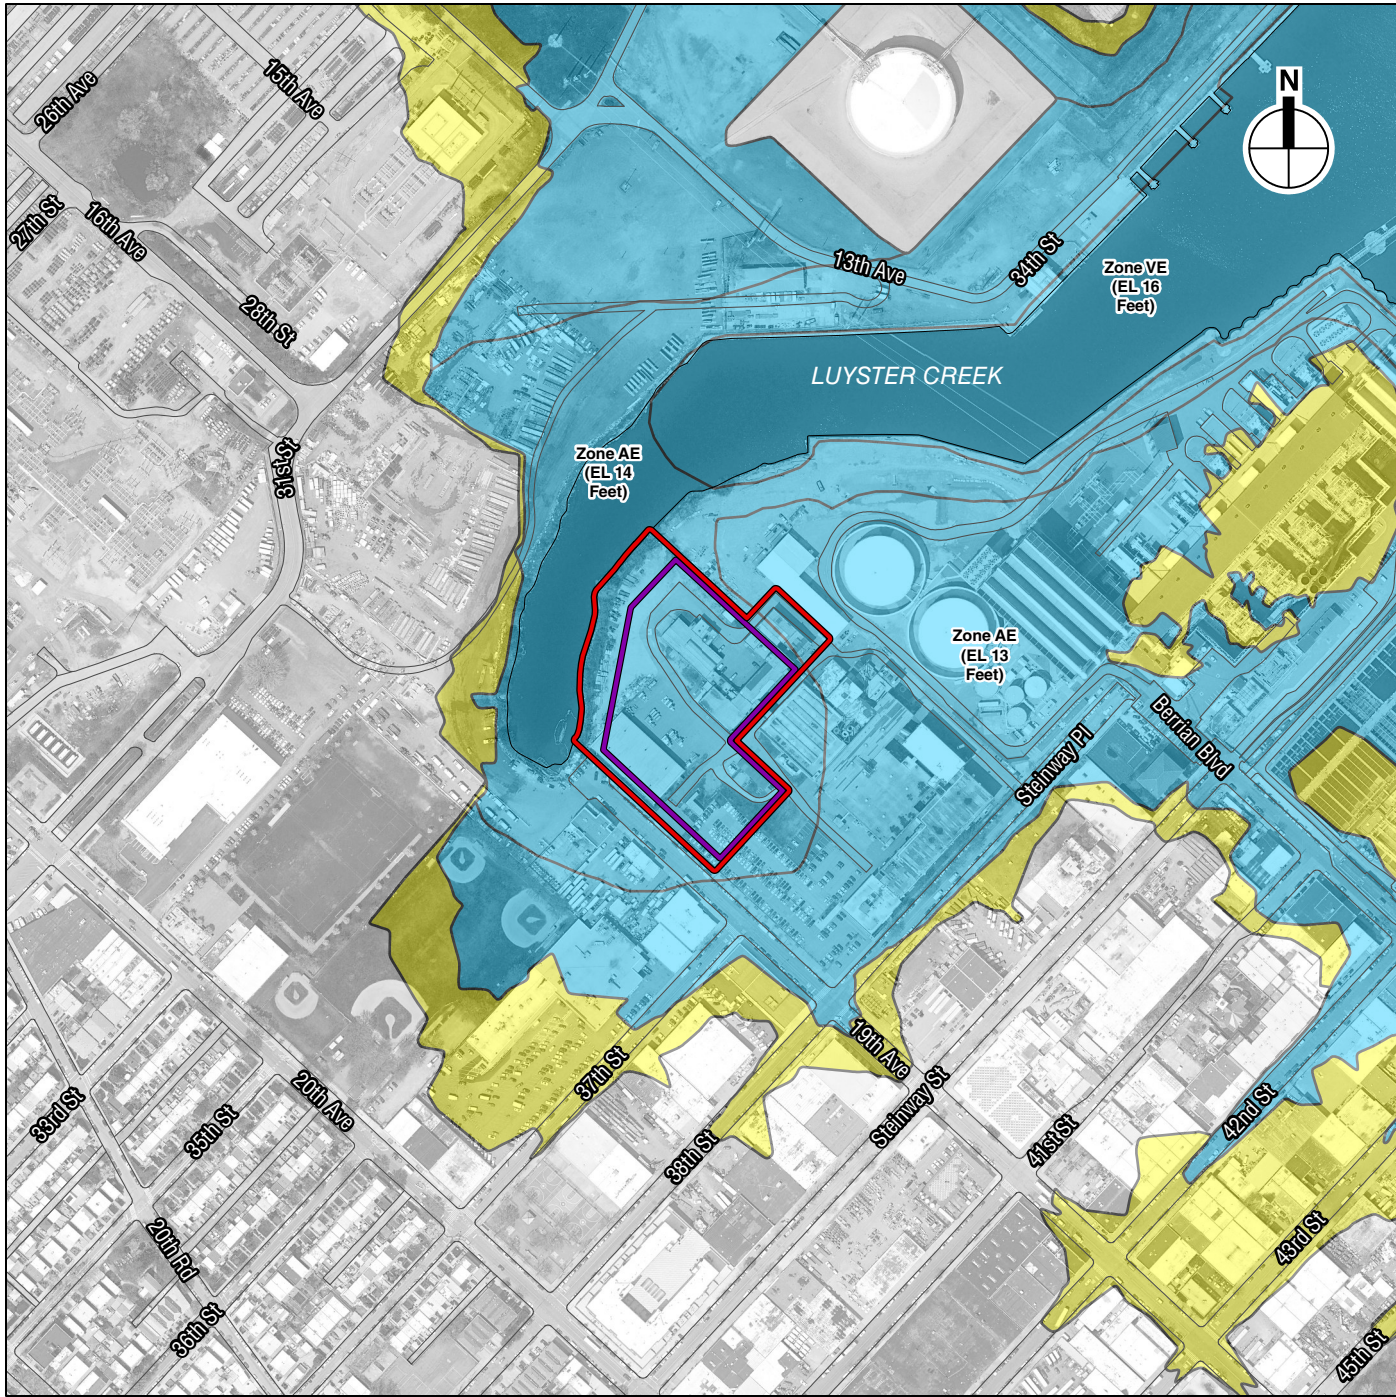 N
26th Ave
15th Ave
27th St
16th Ave
28th St
13th Ave
34th St
Zone VE
(EL 16
Feet)
LUYSTER CREEK
31st St
Zone AE
(EL 14
Feet)
Zone AE
(EL 13
Feet)
Berrian Blvd
Steinway Pl
19th Ave
37th St
33rd St
35th St
20th Ave
38th St
Steinway St
41st St
42nd St
20th Rd
36th St
43rd St
45th St